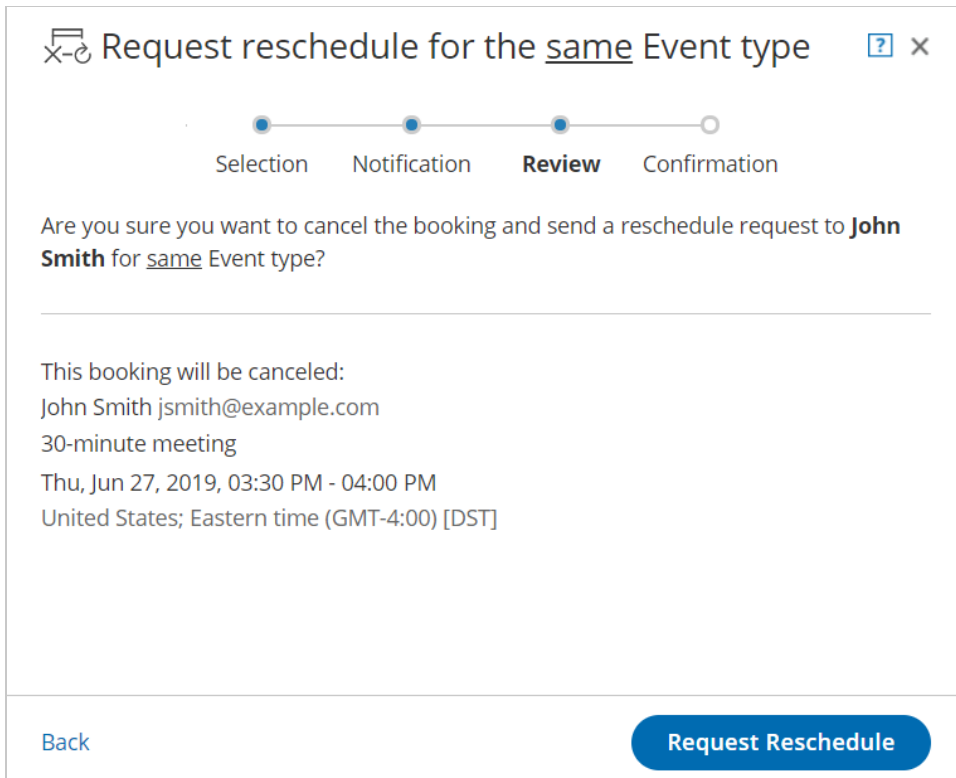 Request reschedule for the same Event type
?
Selection Notification Review Confirmation
Are you sure you want to cancel the booking and send a reschedule request to John
Smith for same Event type?
This booking will be canceled:
John Smith jsmith@example.com
30-minute meeting
Thu, Jun 27, 2019, 03:30 PM - 04:00 PM
United States; Eastern time (GMT-4:00) [DST]
Back Request Reschedule